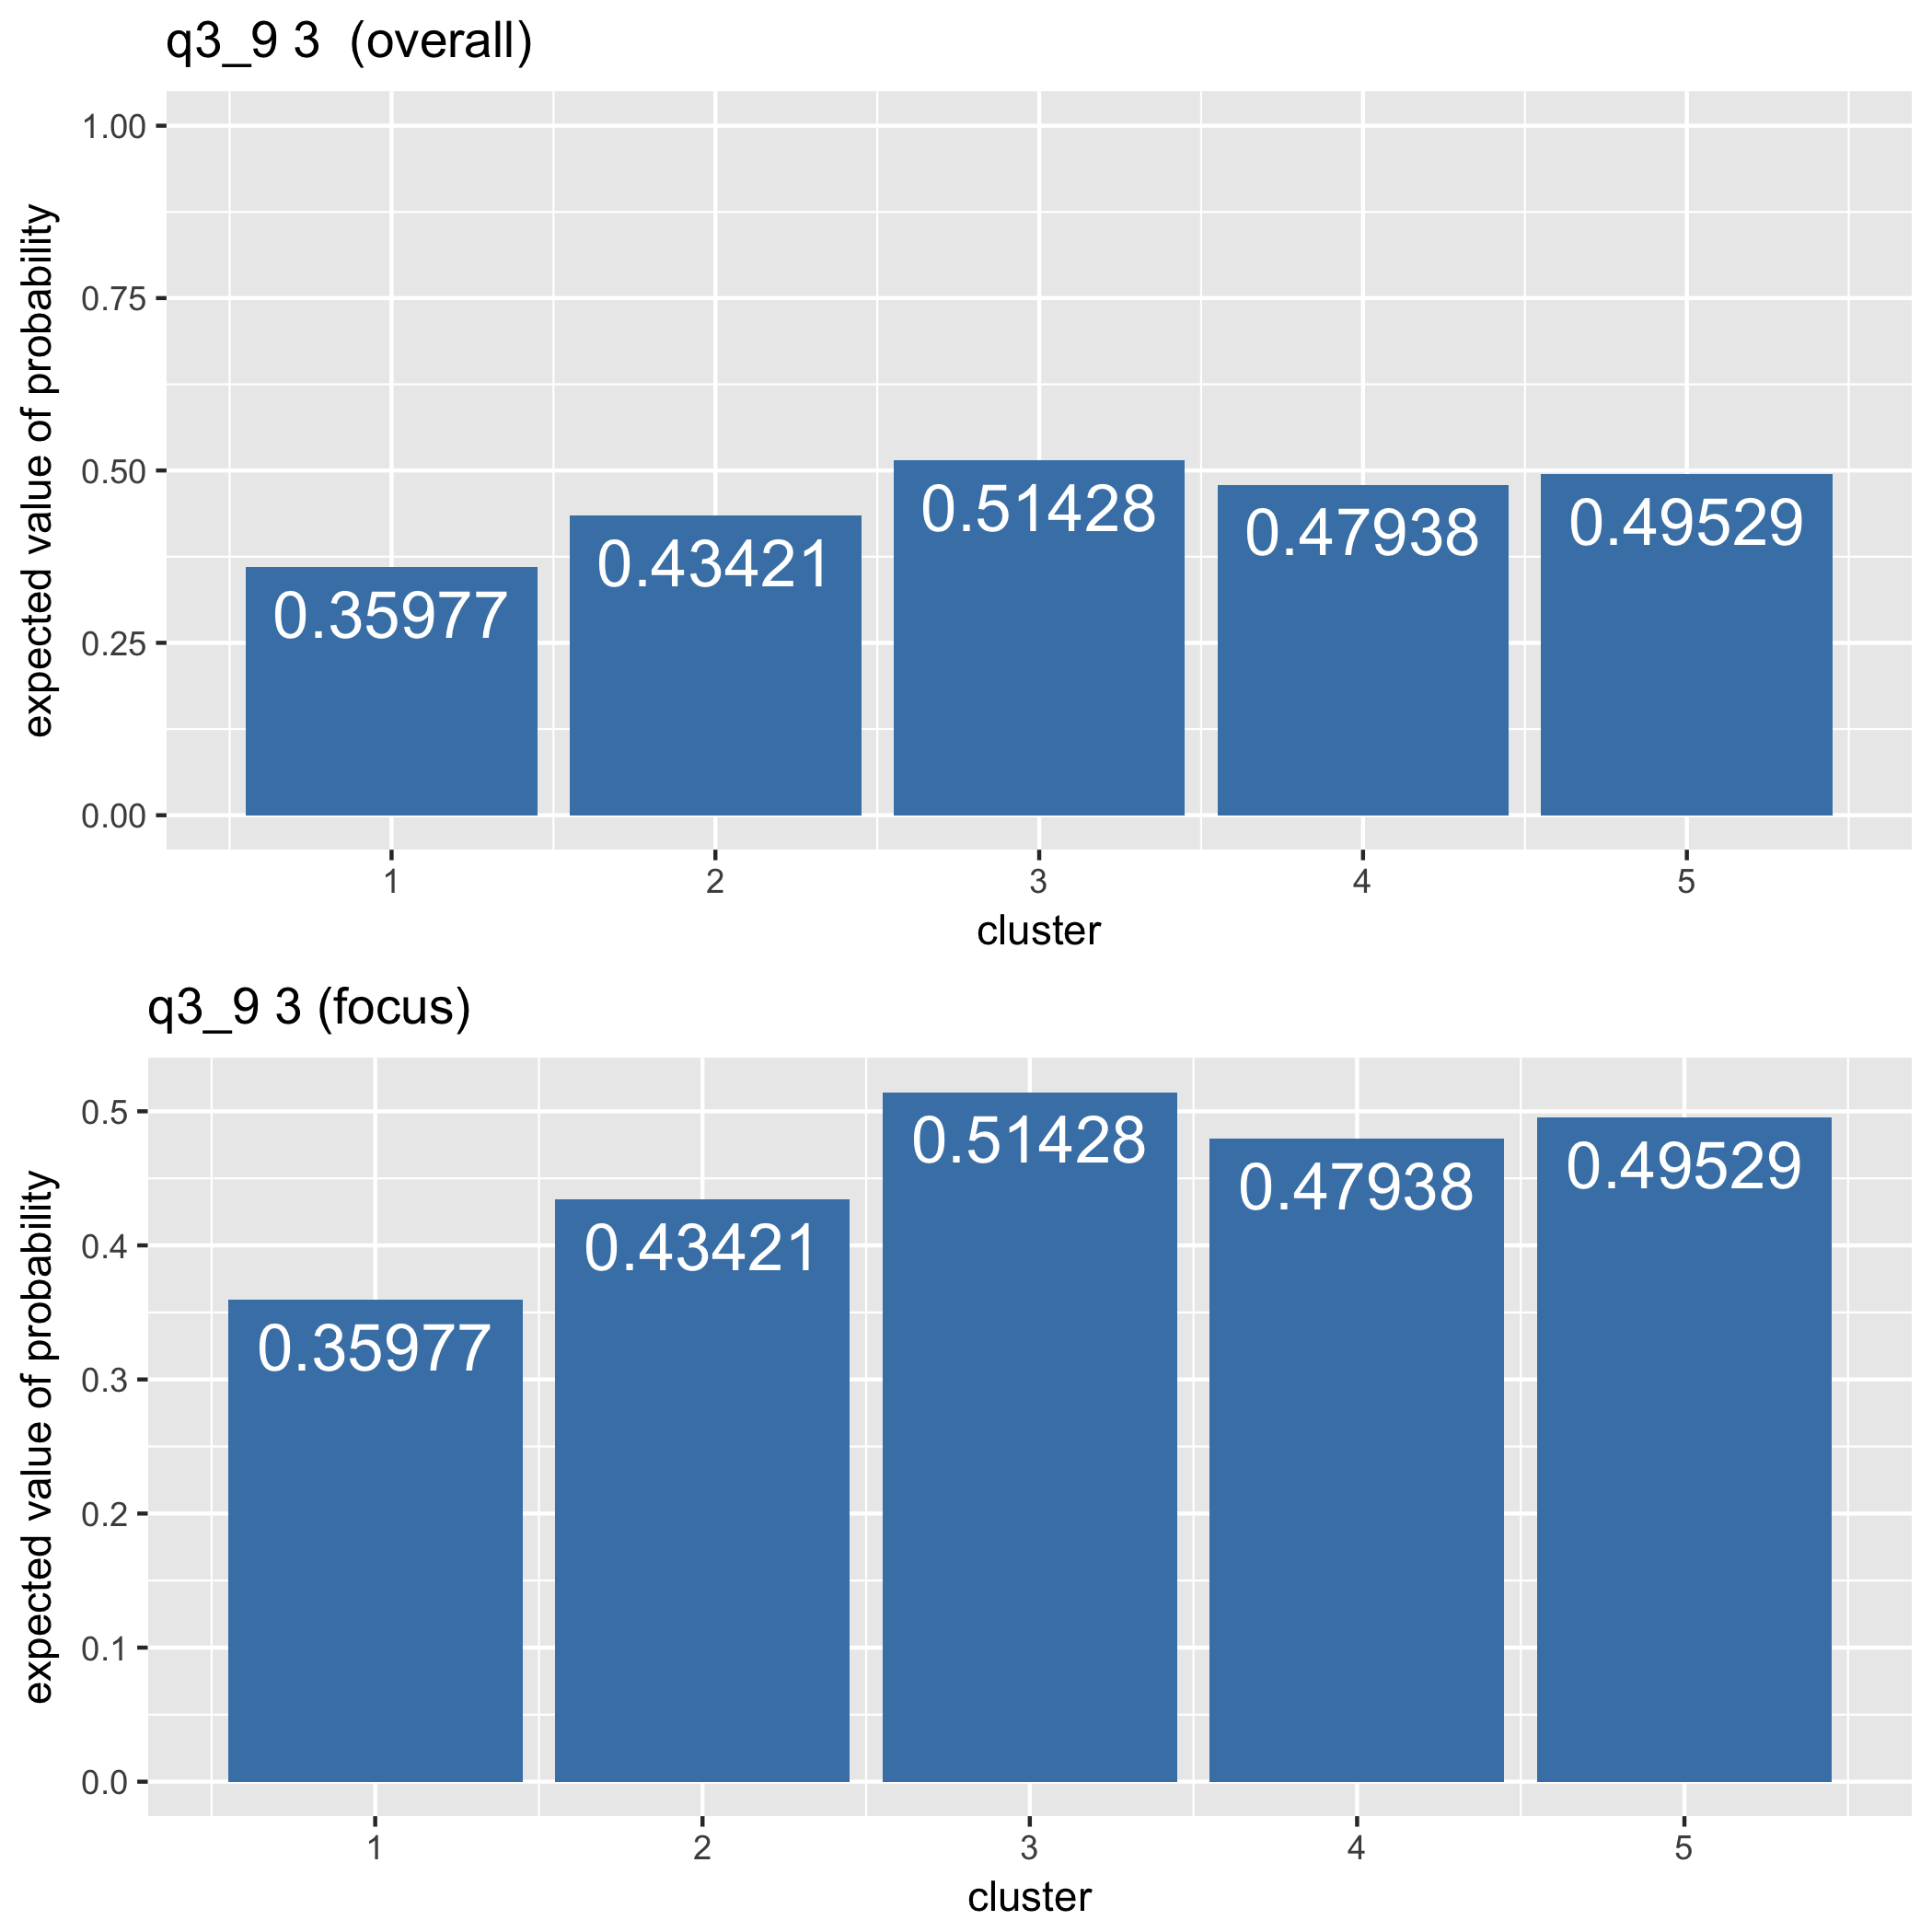 q3_9 3  (overall)
expected value of probability
1.00
0.75
0.50
0.25
0.00
0.35977
0.43421
0.51428
0.47938
0.49529
1 2 3 4 5
cluster
q3_9 3 (focus)
expected value of probability
0.5
0.4
0.3
0.2
0.1
0.0
0.35977
0.43421
0.51428
0.47938
0.49529
1 2 3 4 5
cluster